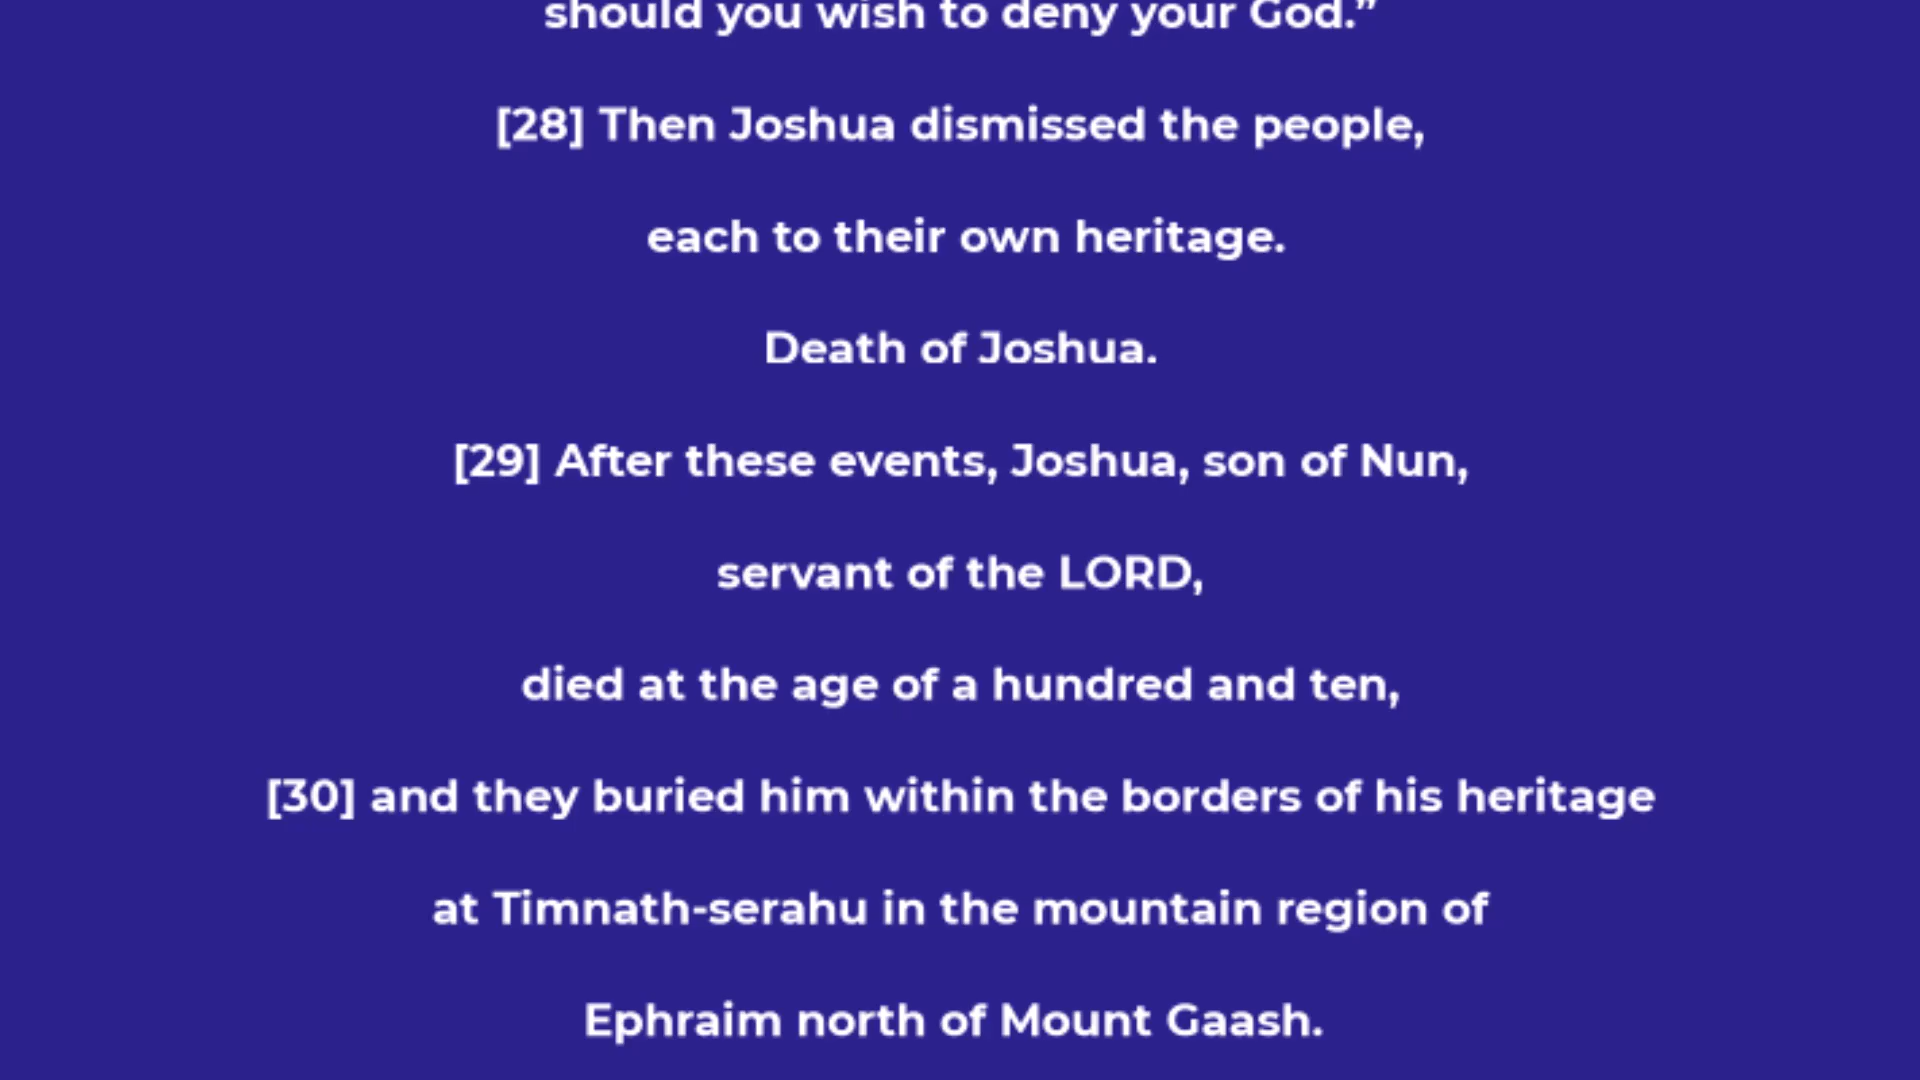 should you wish to deny your God.”
[28] Then Joshua dismissed the people,
each to their own heritage.
Death of Joshua.
[29] After these events, Joshua, son of Nun,
servant of the LORD,
died at the age of a hundred and ten,
[30] and they buried him within the borders of his heritage
at Timnath-serahu in the mountain region of
Ephraim north of Mount Gaash.